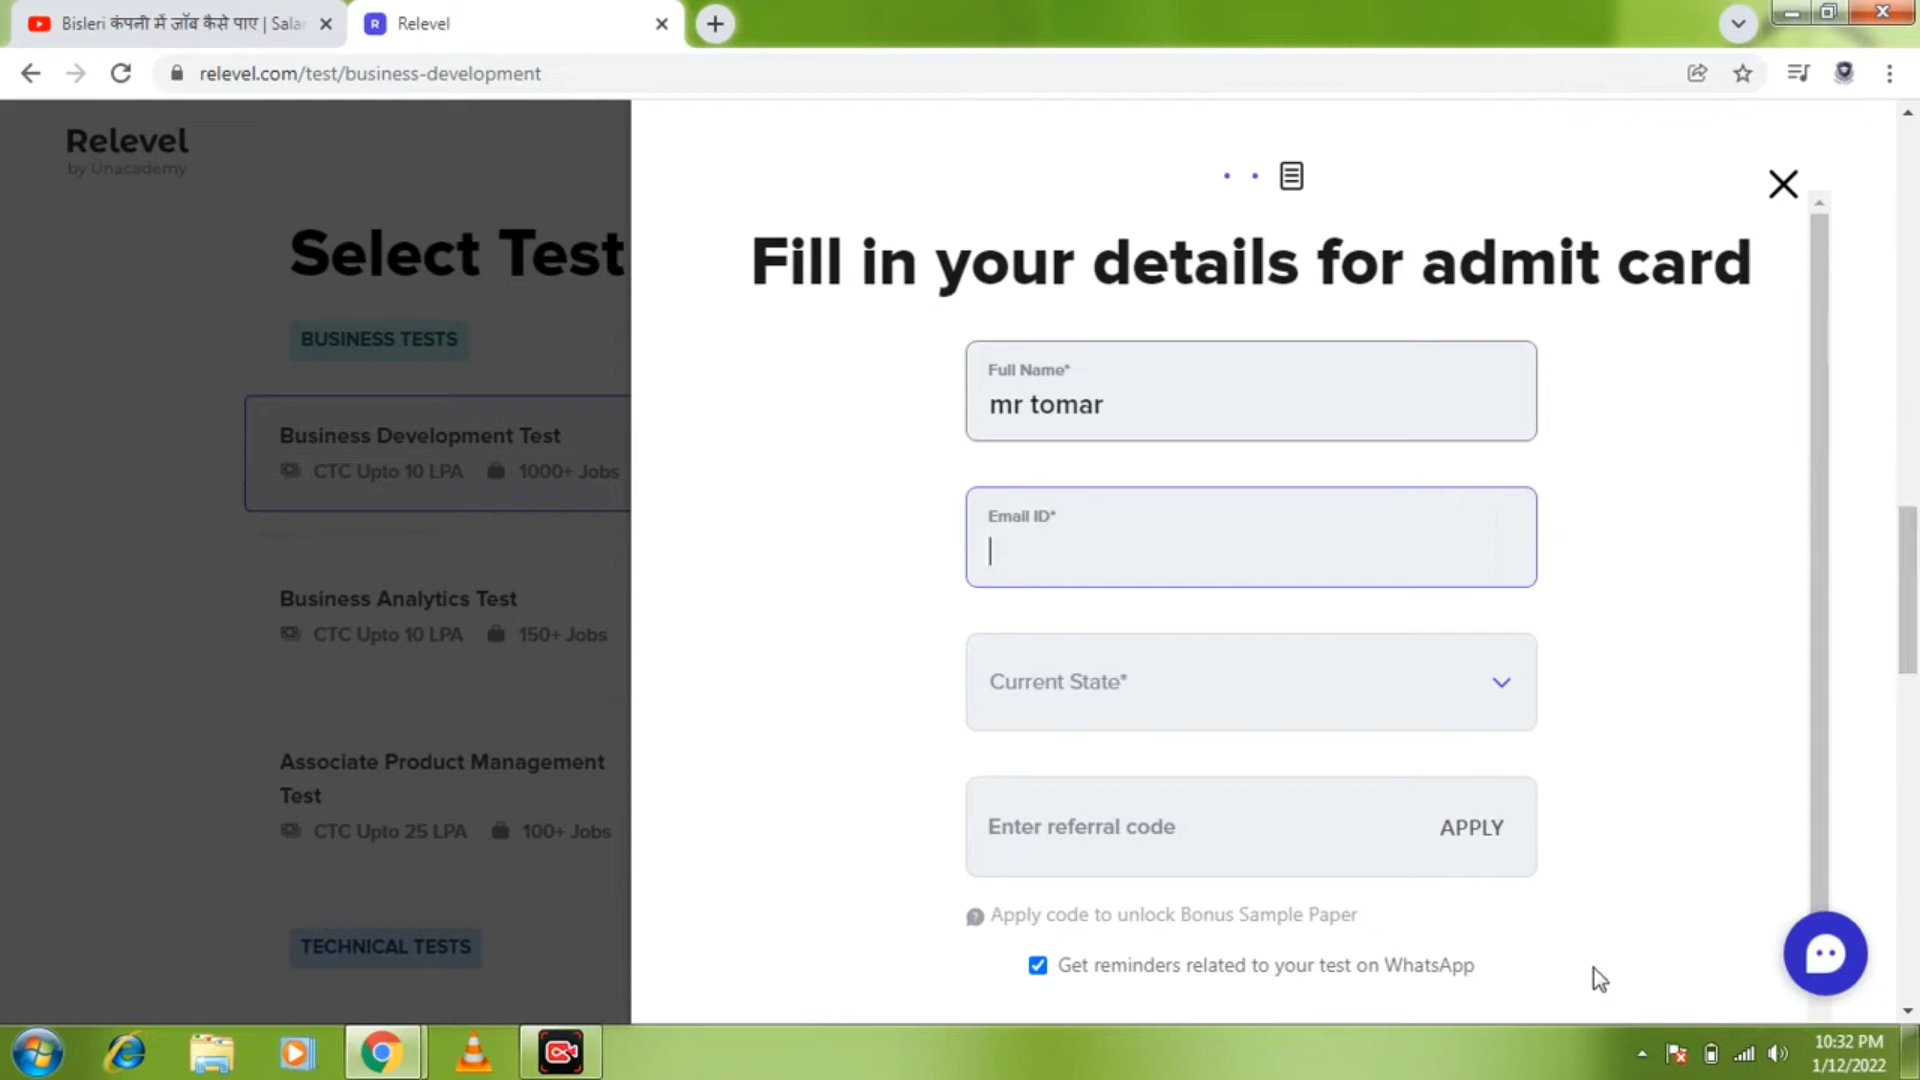 Bisleri कंपनी में जॉब कैसे पाए | Salar
Relevel
relevel.com/test/business-development
Relevel
by Unacademy
Select Test
BUSINESS TESTS
Business Development Test
CTC Upto 10 LPA 1000+ Jobs
Business Analytics Test
CTC Upto 10 LPA 150+ Jobs
Associate Product Management
Test
CTC Upto 25 LPA 100+ Jobs
TECHNICAL TESTS
Fill in your details for admit card
Full Name*
mr tomar
Email ID*
Current State*
Enter referral code APPLY
Apply code to unlock Bonus Sample Paper
Get reminders related to your test on WhatsApp
10:32 PM
1/12/2022